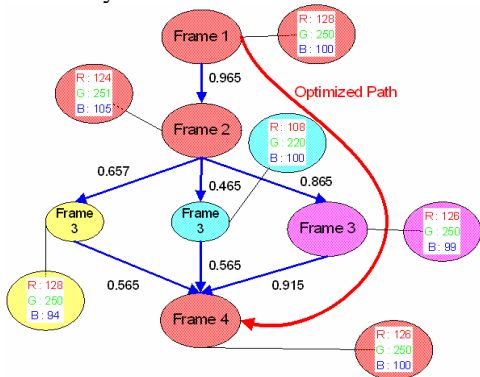 Frame 1
R: 128
G: 250
B: 100
0.965
Optimized Path
R: 124
G: 251
B: 105
Frame 2
R: 108
G: 220
B: 100
0.657
0.465
0.865
Frame
3
Frame
3
Frame 3
R: 126
G: 250
B: 99
0.565
0.565
0.915
R: 128
G: 250
B: 94
Frame 4
R: 126
G: 250
B: 100